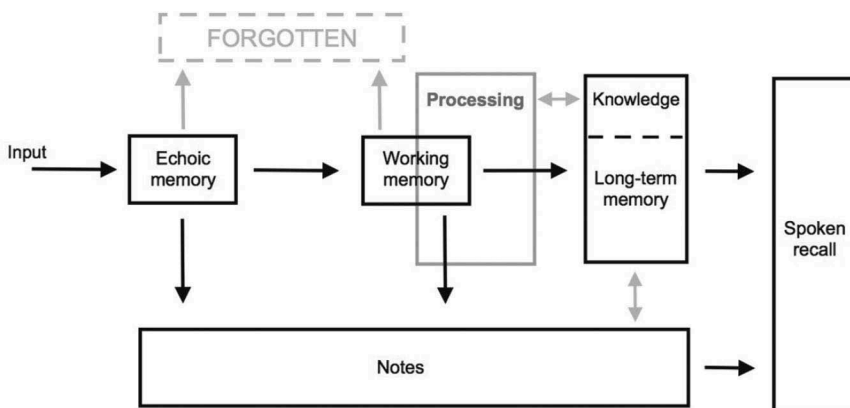 FORGOTTEN
Processing
Knowledge
Input
Echoic
memory
Working
memory
Long-term
memory
Spoken
recall
Notes